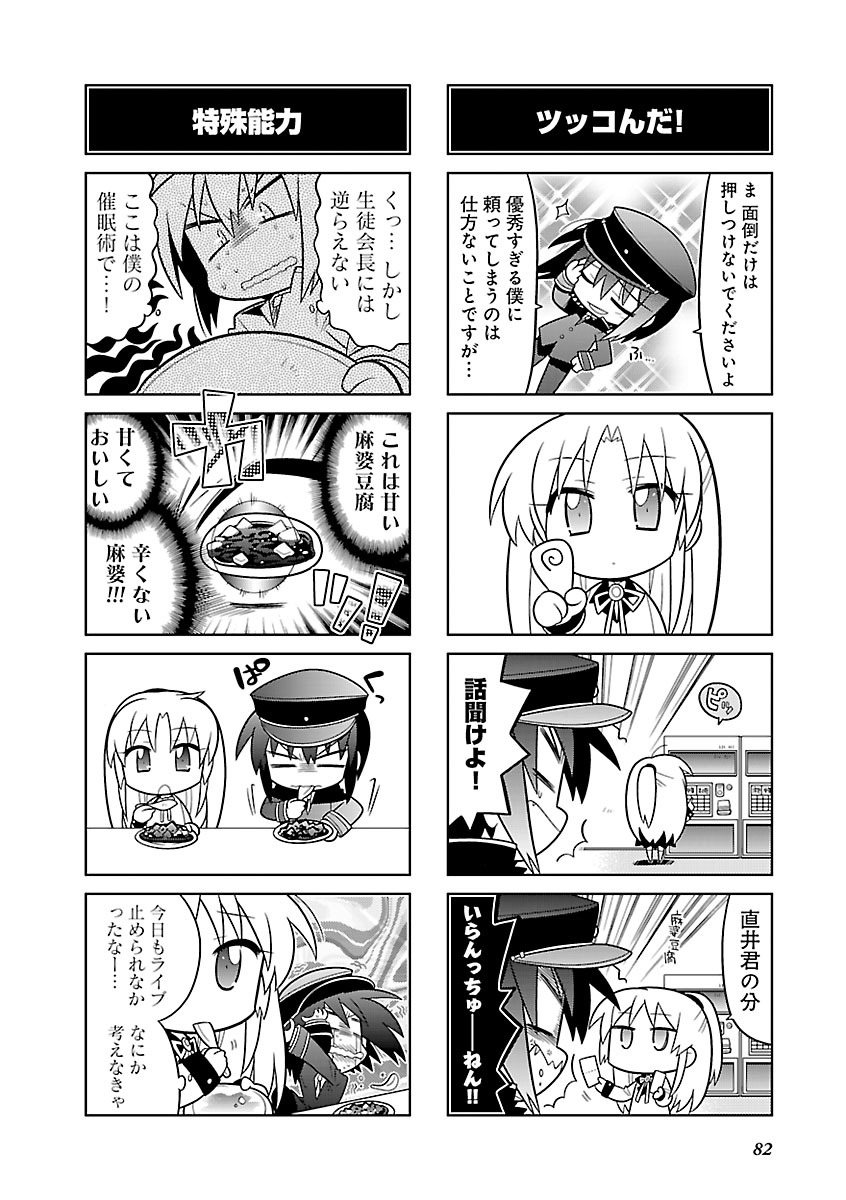 ツッコんだ!
ま 面倒だけは
押しつけないでくださいよ
優秀すぎる僕に
頼ってしまうのは
仕方ないことですが…
ふ…
ピッ
話聞けよ!
直井君の分
麻婆豆腐
いらんっちゅ――ねん!!
特殊能力
くっ…しかし
生徒会長には
逆らえない
ここは僕の
催眠術で…!
これは甘い
麻婆豆腐
甘くて
おいしい
辛くない
麻婆!!!
ぱくっ
今日もライブ
止められなか
ったなー…
なにか
考えなきゃ
82